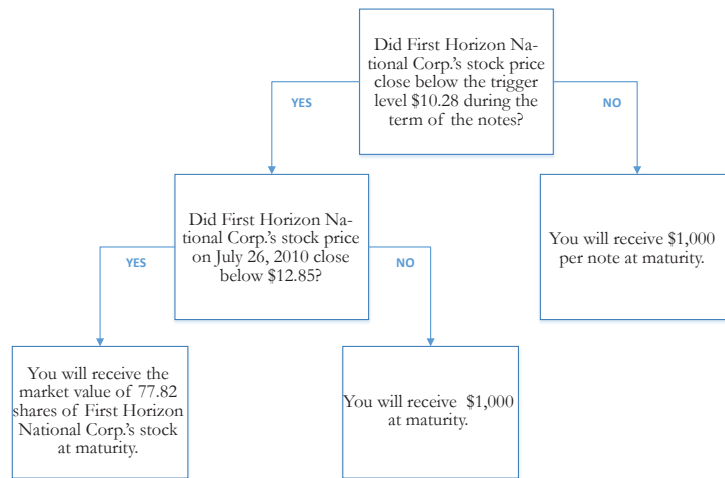 Did First Horizon Na-
tional Corp.'s stock price
close below the trigger
level $10.28 during the
term of the notes?
YES
NO
Did First Horizon Na-
tional Corp.'s stock price
on July 26, 2010 close
below $12.85?
You will receive $1,000
per note at maturity.
YES
NO
You will receive the
market value of 77.82
shares of First Horizon
National Corp.'s stock
at maturity.
You will receive $1,000
at maturity.